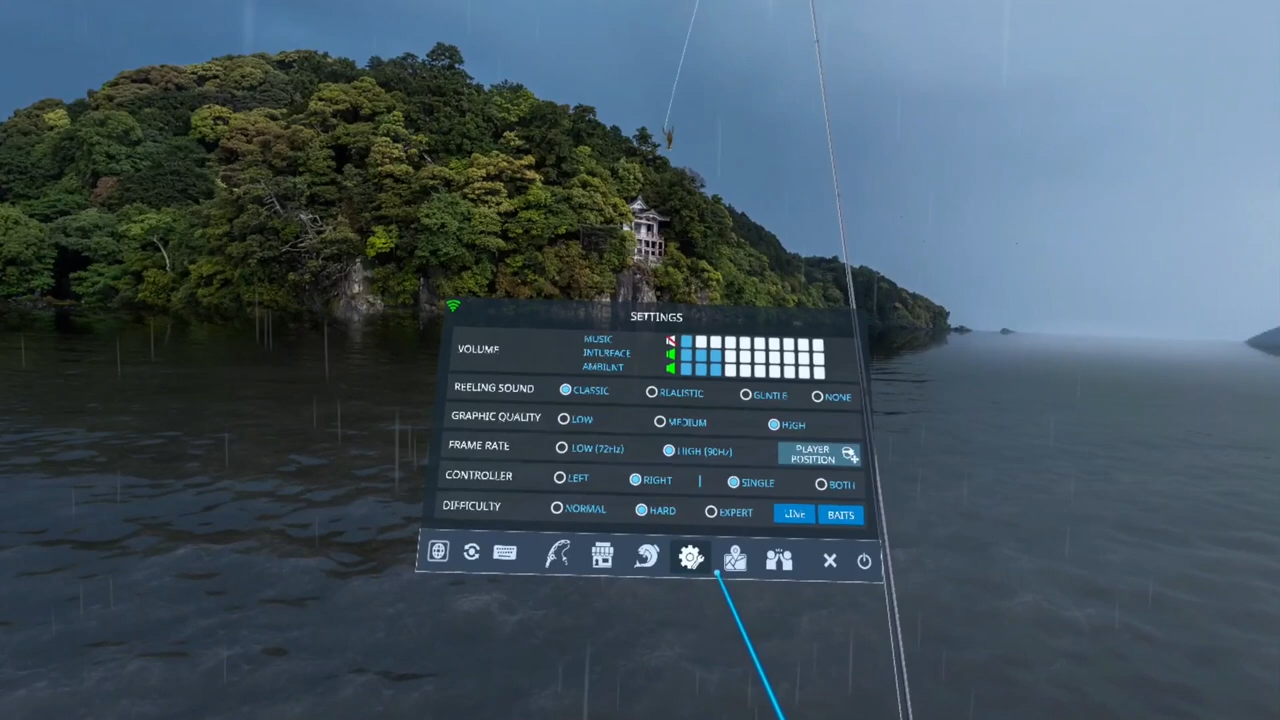 SETTINGS
VOLUME
MUSIC
INTERFACE
AMBIENT
REELING SOUND CLASSIC REALISTIC GENTLE NONE
GRAPHIC QUALITY LOW MEDIUM HIGH
FRAME RATE LOW (72Hz) HIGH (90Hz) PLAYER
POSITION
CONTROLLER LEFT RIGHT | SINGLE BOTH
DIFFICULTY NORMAL HARD EXPERT LINE BAITS